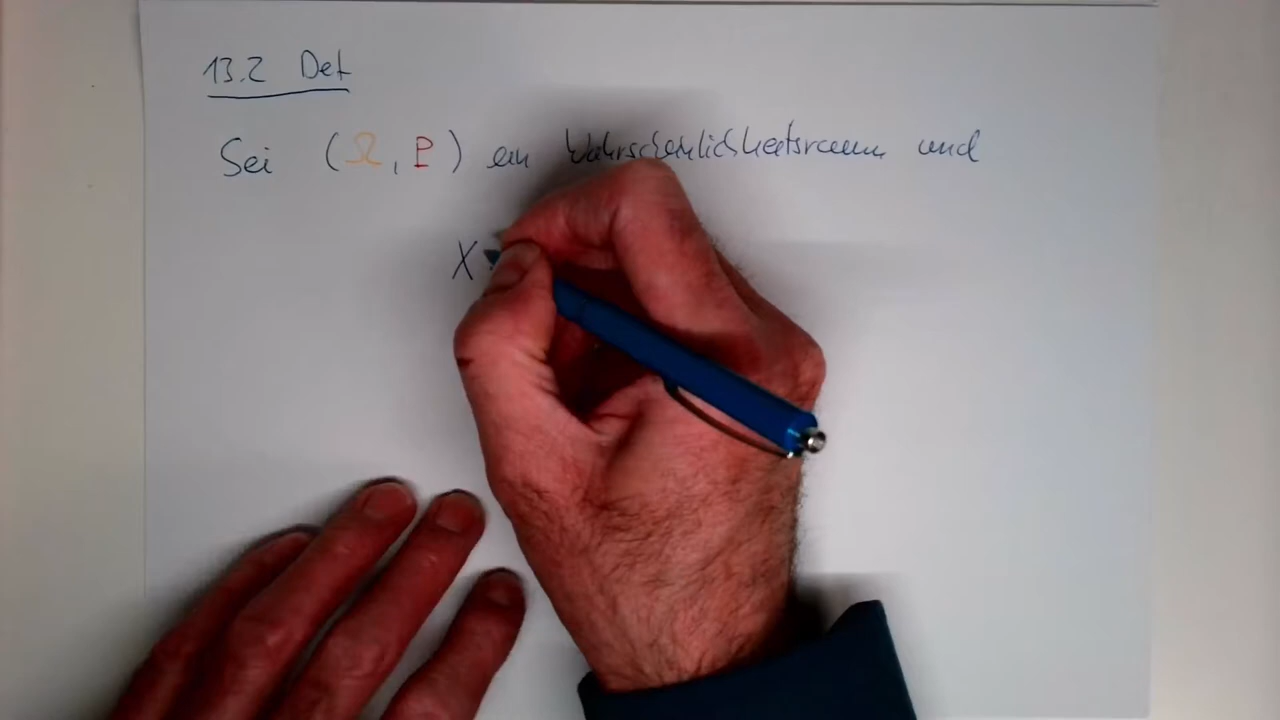 13.2 Def
Sei (Ω, P) ein Wahrscheinlichkeitsraum und
X